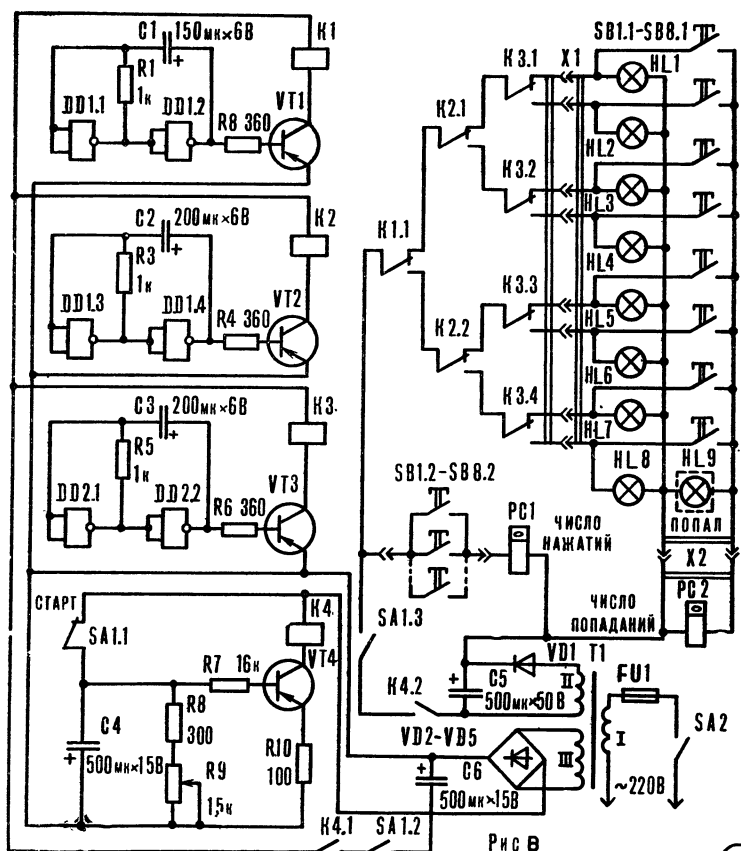 C1 150мк×6В
R1
1к
DD1.1
DD1.2
R8 360
VT1
K1
C2
200мк×6В
R3
1к
DD1.3
DD1.4
R4 360
VT2
K2
C3
200мк×6В
R5
1к
DD2.1
DD2.2
R6 360
VT3
K3
СТАРТ
SA1.1
R7 16к
K4
VT4
R8
300
C4
500мк×15В
R9
1,5к
R10
100
K1.1
K2.1
K2.2
K3.1
K3.2
K3.3
K3.4
X1
SB1.1-SB8.1
HL1
HL2
HL3
HL4
HL5
HL6
HL7
HL8
HL9
ПОПАЛ
X2
SB1.2-SB8.2
PC1
ЧИСЛО
НАЖАТИЙ
ЧИСЛО
ПОПАДАНИЙ
PC2
SA1.3
K4.2
VD1
C5
500мк×50В
II
T1
FU1
SA2
I
~220В
VD2-VD5
C6
500мк×15В
III
K4.1
SA1.2
Рис В